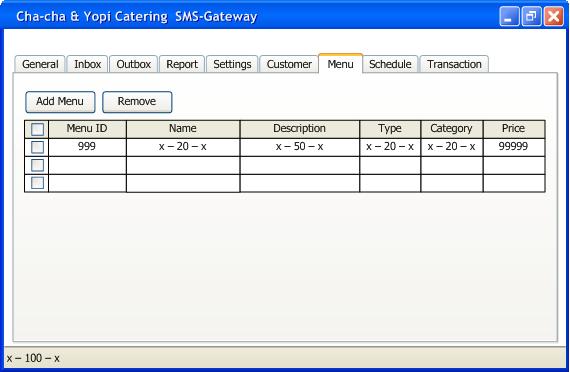 Cha-cha & Yopi Catering SMS-Gateway
General Inbox Outbox Report Settings Customer Menu Schedule Transaction
Add Menu Remove
Menu ID Name Description Type Category Price
999 x – 20 – x x – 50 – x x – 20 – x x – 20 – x 99999
x – 100 – x